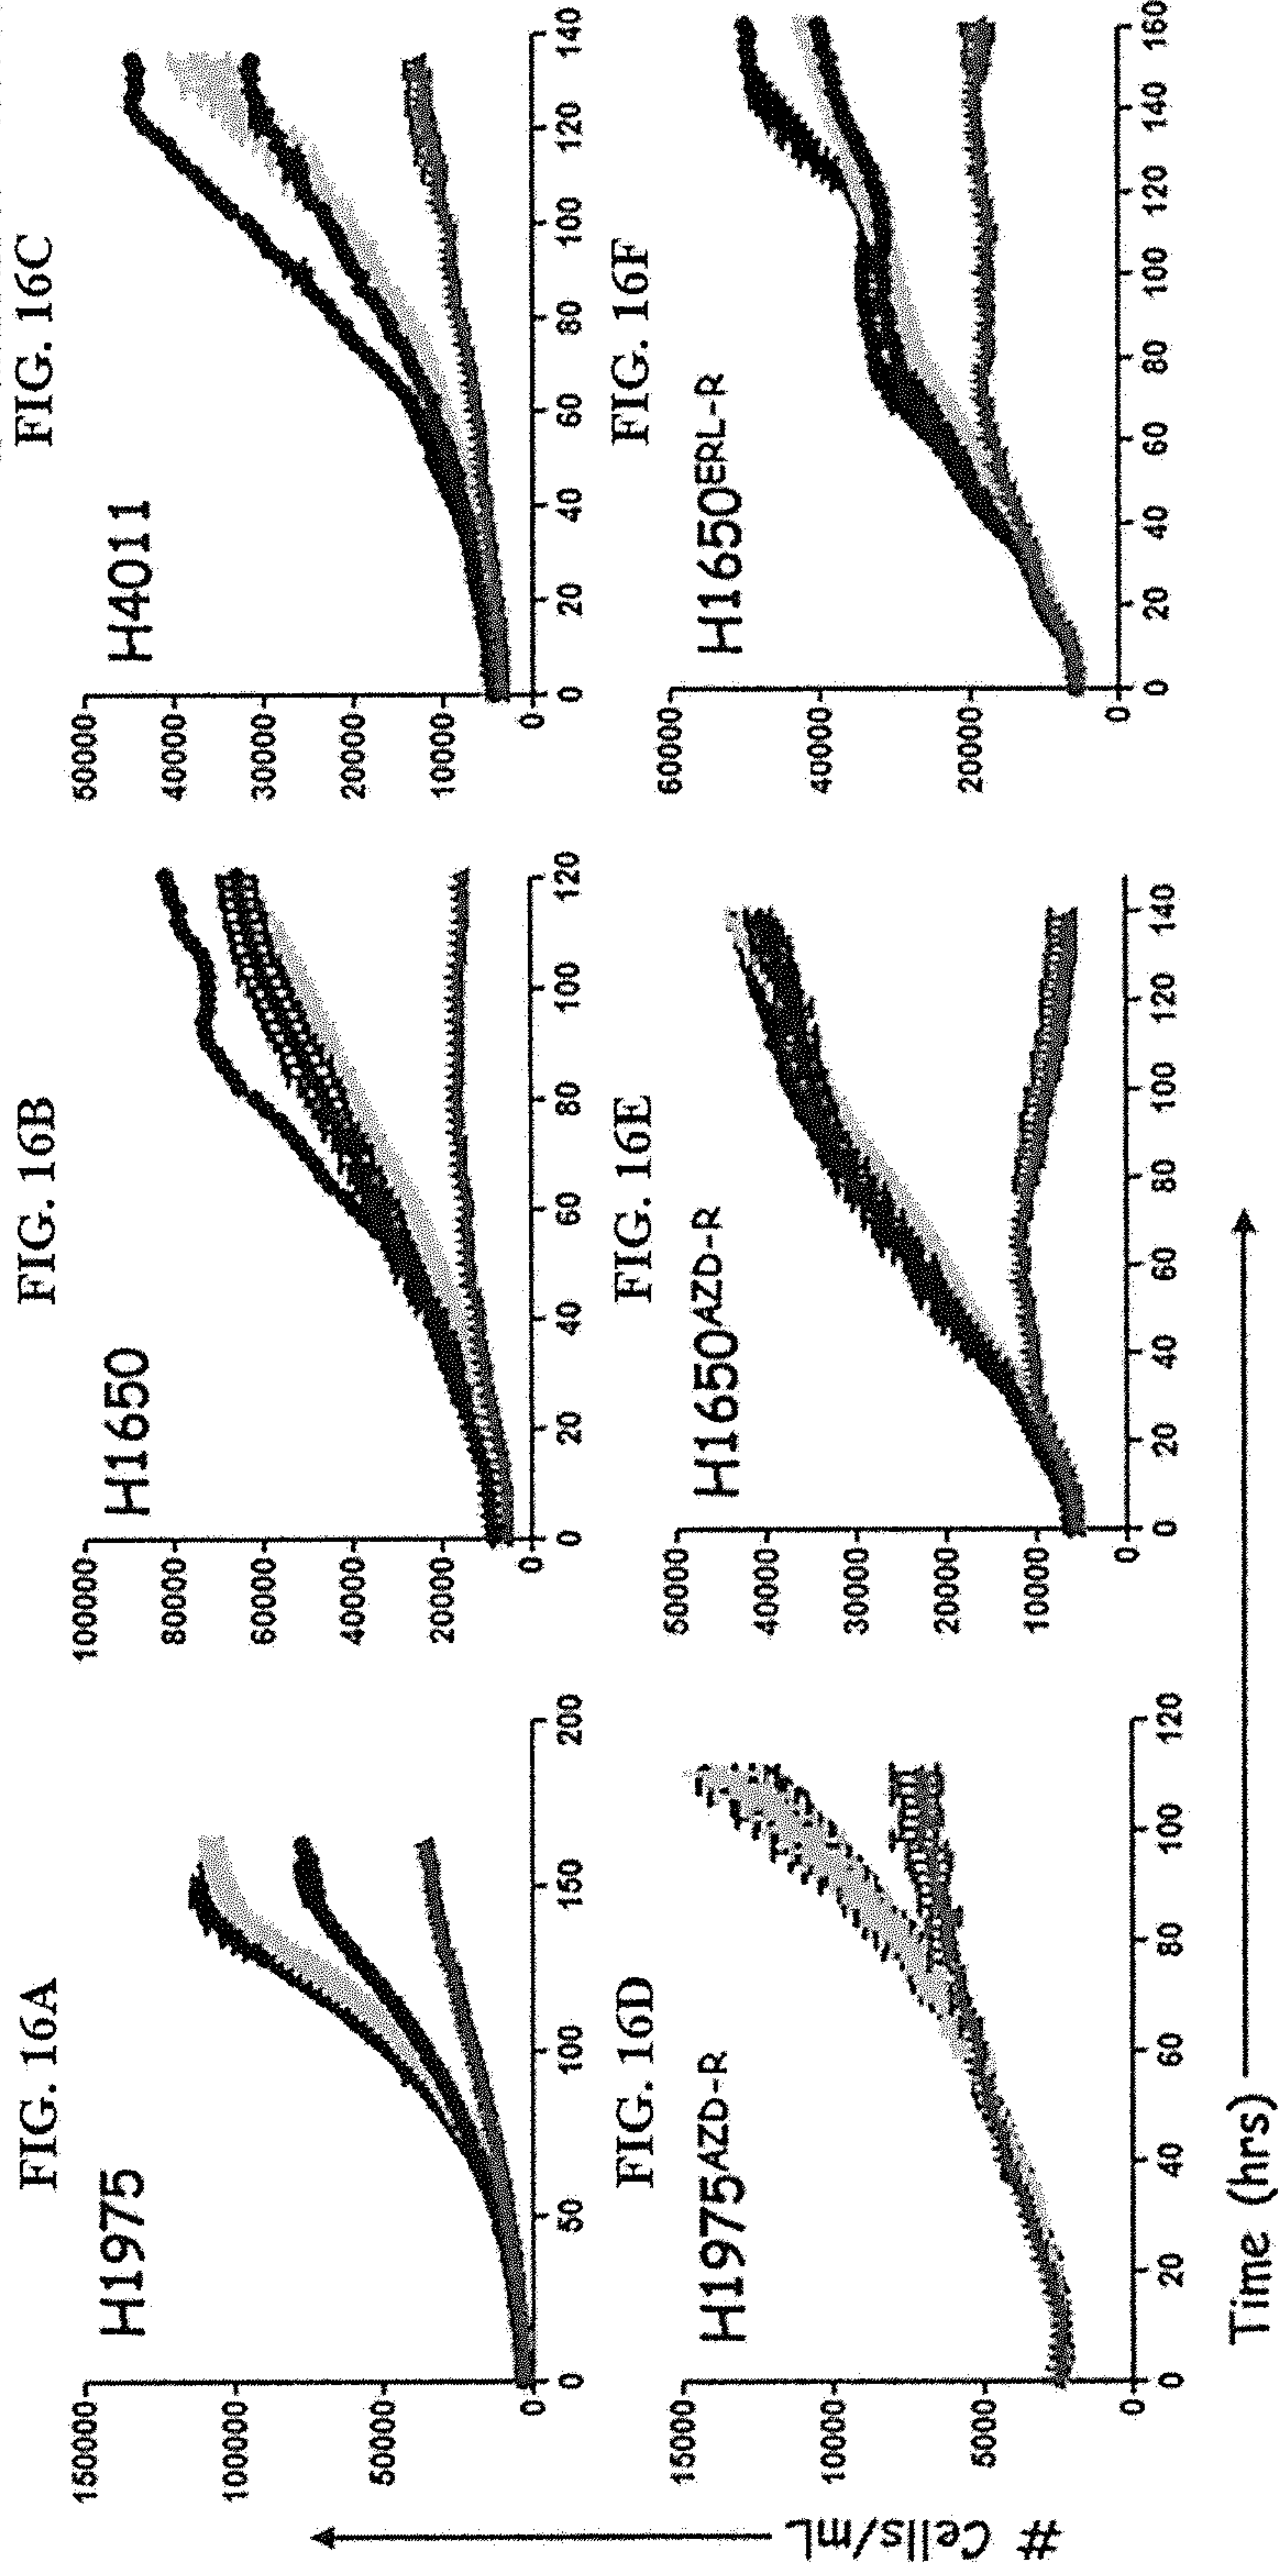 FIG. 16A
H1975
150000
100000
50000
0
0 50 100 150 200
FIG. 16B
H1650
100000
80000
60000
40000
20000
0
0 20 40 60 80 100 120
FIG. 16C
H4011
50000
40000
30000
20000
10000
0
0 20 40 60 80 100 120 140
FIG. 16D
H1975AZD-R
15000
10000
5000
0
0 20 40 60 80 100 120
FIG. 16E
H1650AZD-R
50000
40000
30000
20000
10000
0
0 20 40 60 80 100 120 140
FIG. 16F
H1650ERL-R
60000
40000
20000
0
0 20 40 60 80 100 120 140 160
# Cells/mL
Time (hrs)